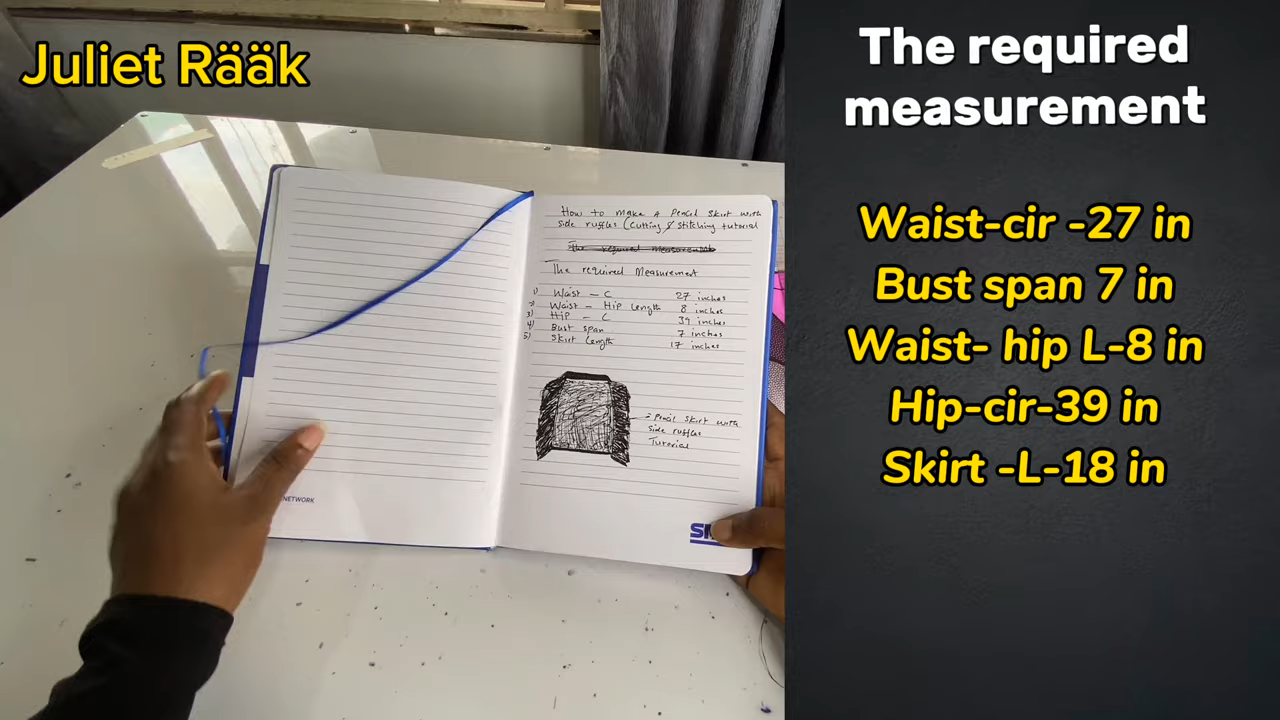 Juliet Rääk
The required
measurement
Waist-cir -27 in
Bust span 7 in
Waist- hip L-8 in
Hip-cir-39 in
Skirt -L-18 in
How to make a Pencil Skirt with
side ruffles (Cutting & Stitching tutorial
The required measurement
The required Measurement
1) Waist - C 27 inches
2) Waist - Hip Length 8 inches
3) Hip - C 39 inches
4) Bust span 7 inches
5) Skirt Length 17 inches
Pencil Skirt with
side ruffles
Tutorial
NETWORK